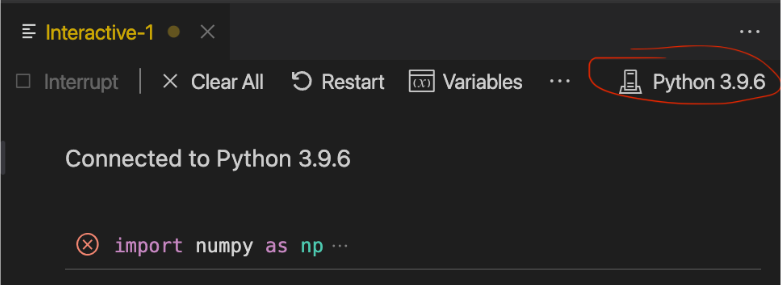 Interactive-1
Interrupt Clear All Restart (x) Variables ... Python 3.9.6
Connected to Python 3.9.6
import numpy as np ...